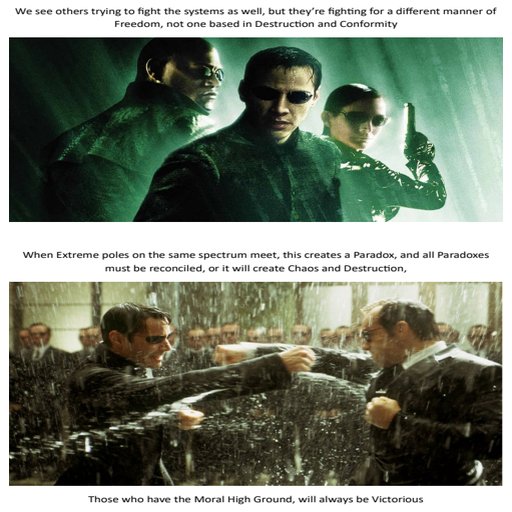 We see others trying to fight the systems as well, but they're fighting for a different manner of
Freedom, not one based in Destruction and Conformity
When Extreme poles on the same spectrum meet, this creates a Paradox, and all Paradoxes
must be reconciled, or it will create Chaos and Destruction,
Those who have the Moral High Ground, will always be Victorious